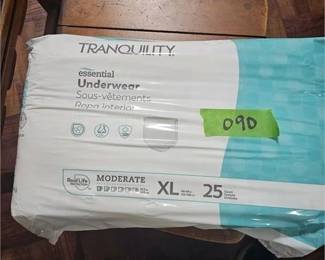 TRANQUILITY
essential
Underwear
Sous-vêtements
Ropa interior
090
MODERATE
XL 25